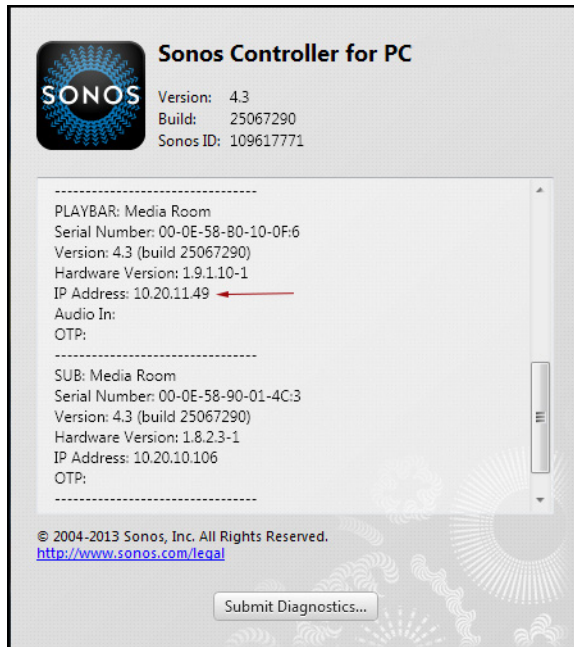 Sonos Controller for PC
SONOS
Version: 4.3
Build: 25067290
Sonos ID: 109617771
--------------------------------
PLAYBAR: Media Room
Serial Number: 00-0E-58-B0-10-0F:6
Version: 4.3 (build 25067290)
Hardware Version: 1.9.1.10-1
IP Address: 10.20.11.49
Audio In:
OTP:
--------------------------------
SUB: Media Room
Serial Number: 00-0E-58-90-01-4C:3
Version: 4.3 (build 25067290)
Hardware Version: 1.8.2.3-1
IP Address: 10.20.10.106
OTP:
--------------------------------
© 2004-2013 Sonos, Inc. All Rights Reserved.
http://www.sonos.com/legal
Submit Diagnostics...